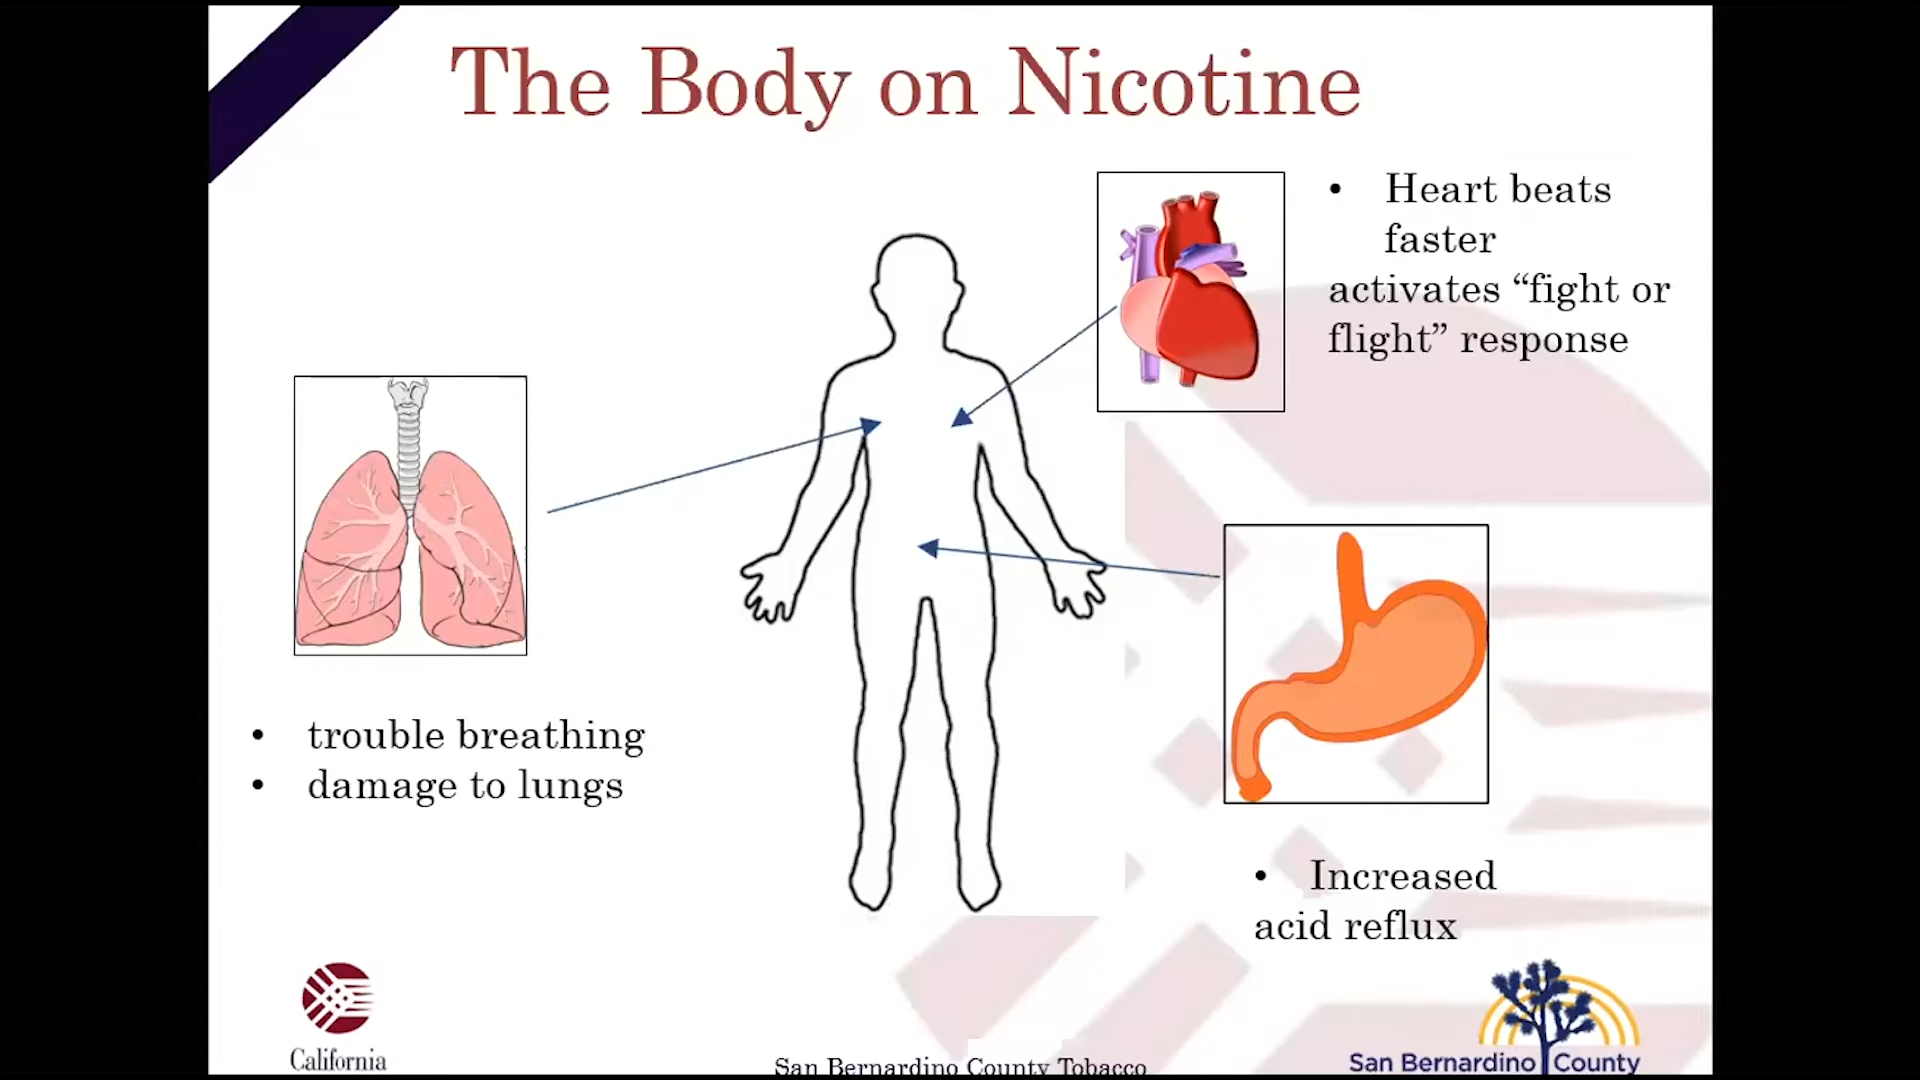 The Body on Nicotine
• Heart beats
faster
activates “fight or
flight” response
• trouble breathing
• damage to lungs
• Increased
acid reflux
California
San Bernardino County Tobacco
San Bernardino County